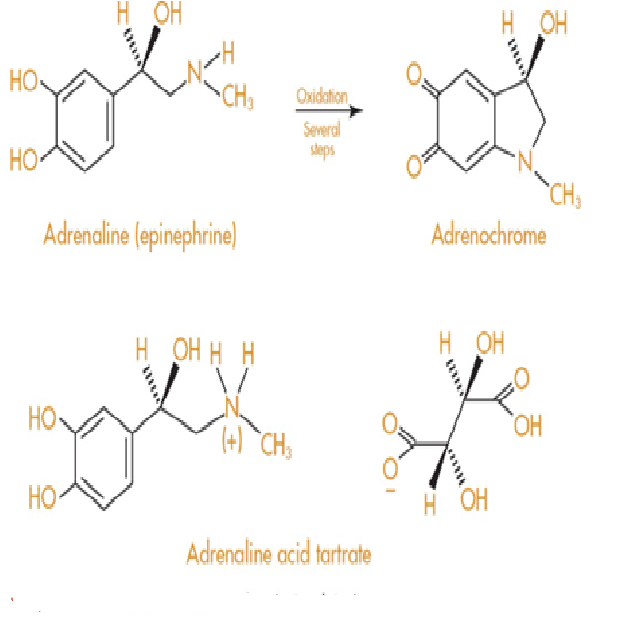 H OH
HO
H
N
CH₃
HO
Oxidation
Several
steps
H OH
O
O
N
CH₃
Adrenaline (epinephrine)
Adrenochrome
H OH H H
HO
N
(+)
CH₃
HO
H OH
O
OH
O
O
−
H OH
Adrenaline acid tartrate